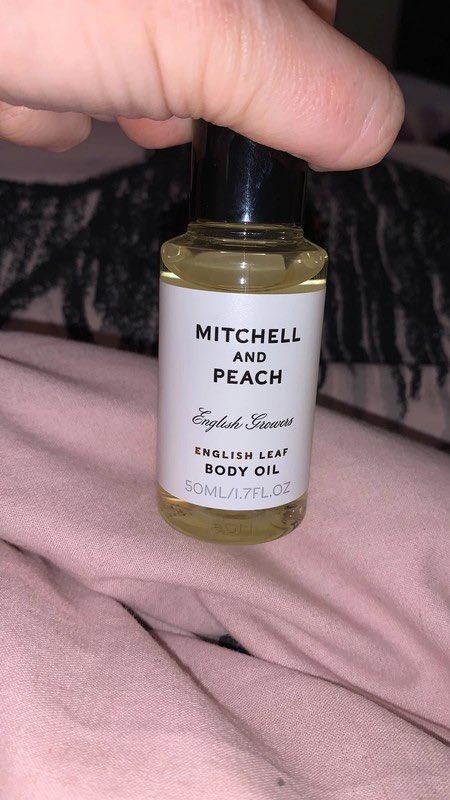 MITCHELL
AND
PEACH
English Growers
ENGLISH LEAF
BODY OIL
50ML/1.7FL.OZ